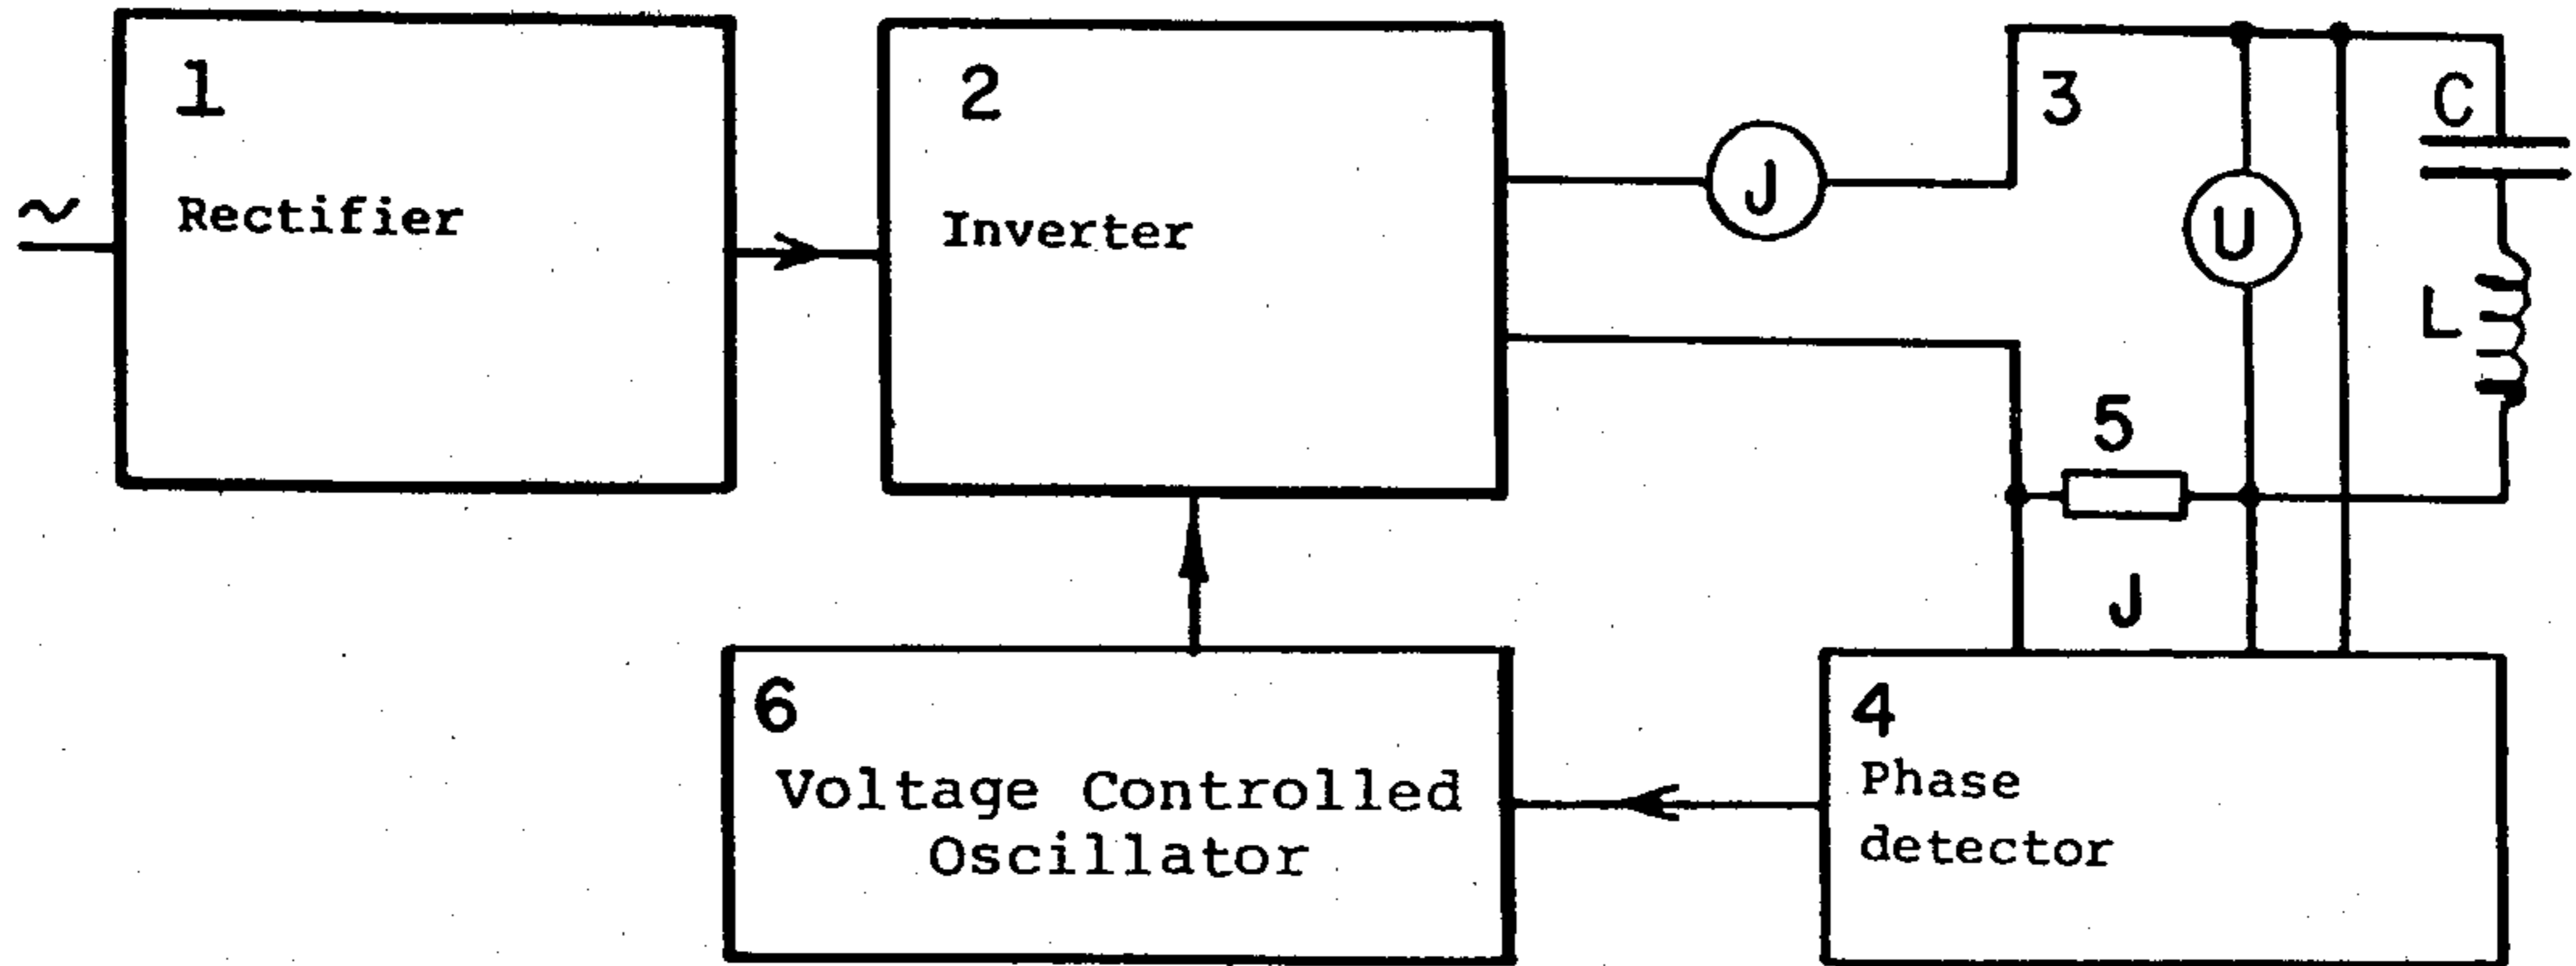 1
Rectifier
~
2
Inverter
J
3
U
C
L
5
J
6
Voltage Controlled
Oscillator
4
Phase
detector